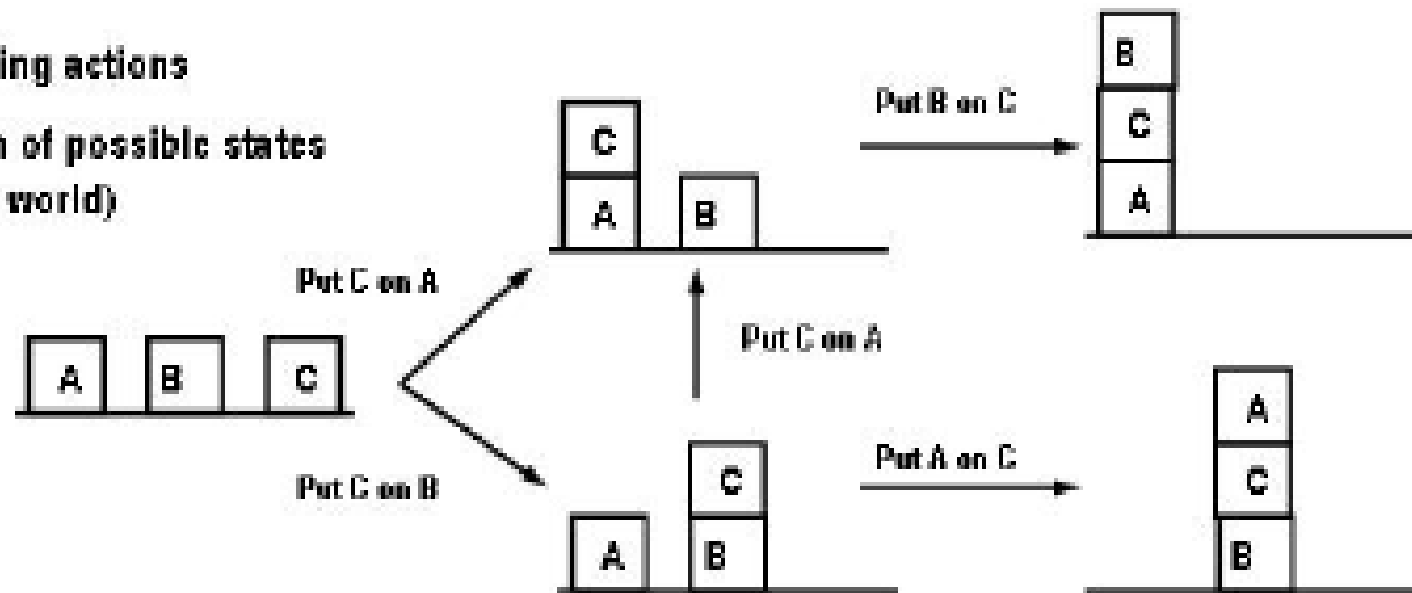 ing actions
of possible states
world)
Put C on A
Put C on B
A B C
C
A B
Put B on C
B
C
A
Put C on A
C
A B
Put A on C
A
C
B